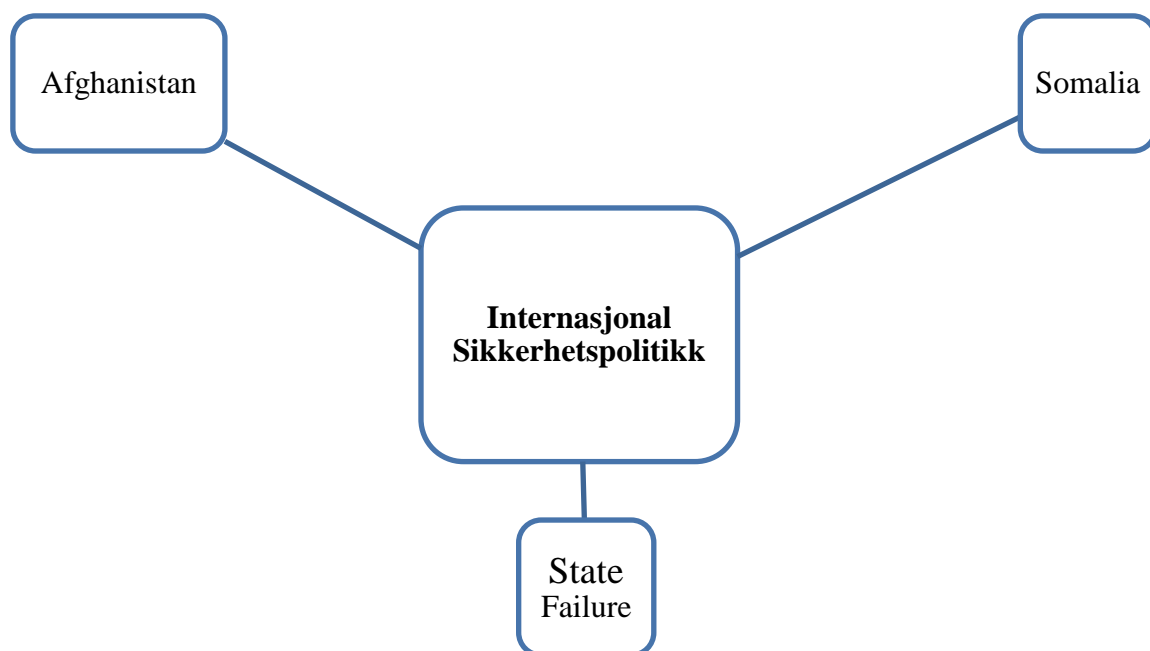 Afghanistan
Somalia
Internasjonal
Sikkerhetspolitikk
State
Failure